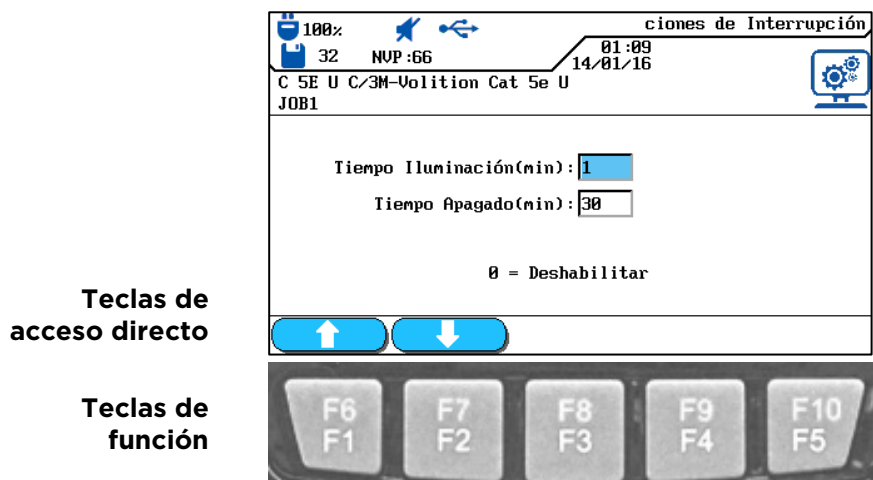 100%
ciones de Interrupción
32 NVP:66
01:09
14/01/16
C 5E U C/3M-Volition Cat 5e U
JOB1
Tiempo Iluminación(min):1
Tiempo Apagado(min):30
0 = Deshabilitar
Teclas de
acceso directo
Teclas de
función
F6 F7 F8 F9 F10
F1 F2 F3 F4 F5